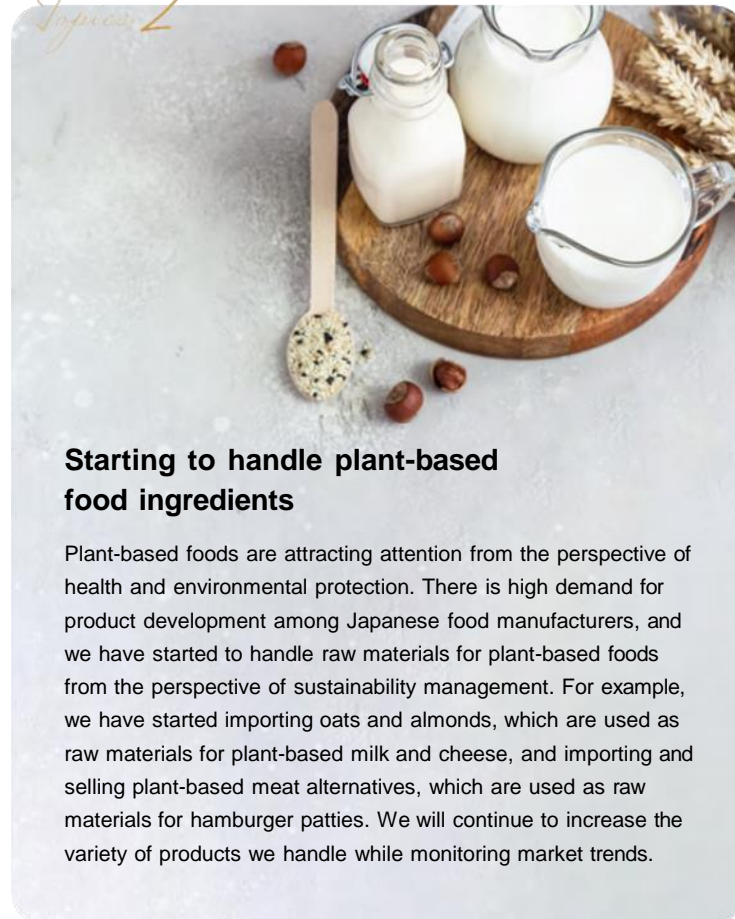 Topics 2
Starting to handle plant-based
food ingredients
Plant-based foods are attracting attention from the perspective of
health and environmental protection. There is high demand for
product development among Japanese food manufacturers, and
we have started to handle raw materials for plant-based foods
from the perspective of sustainability management. For example,
we have started importing oats and almonds, which are used as
raw materials for plant-based milk and cheese, and importing and
selling plant-based meat alternatives, which are used as raw
materials for hamburger patties. We will continue to increase the
variety of products we handle while monitoring market trends.